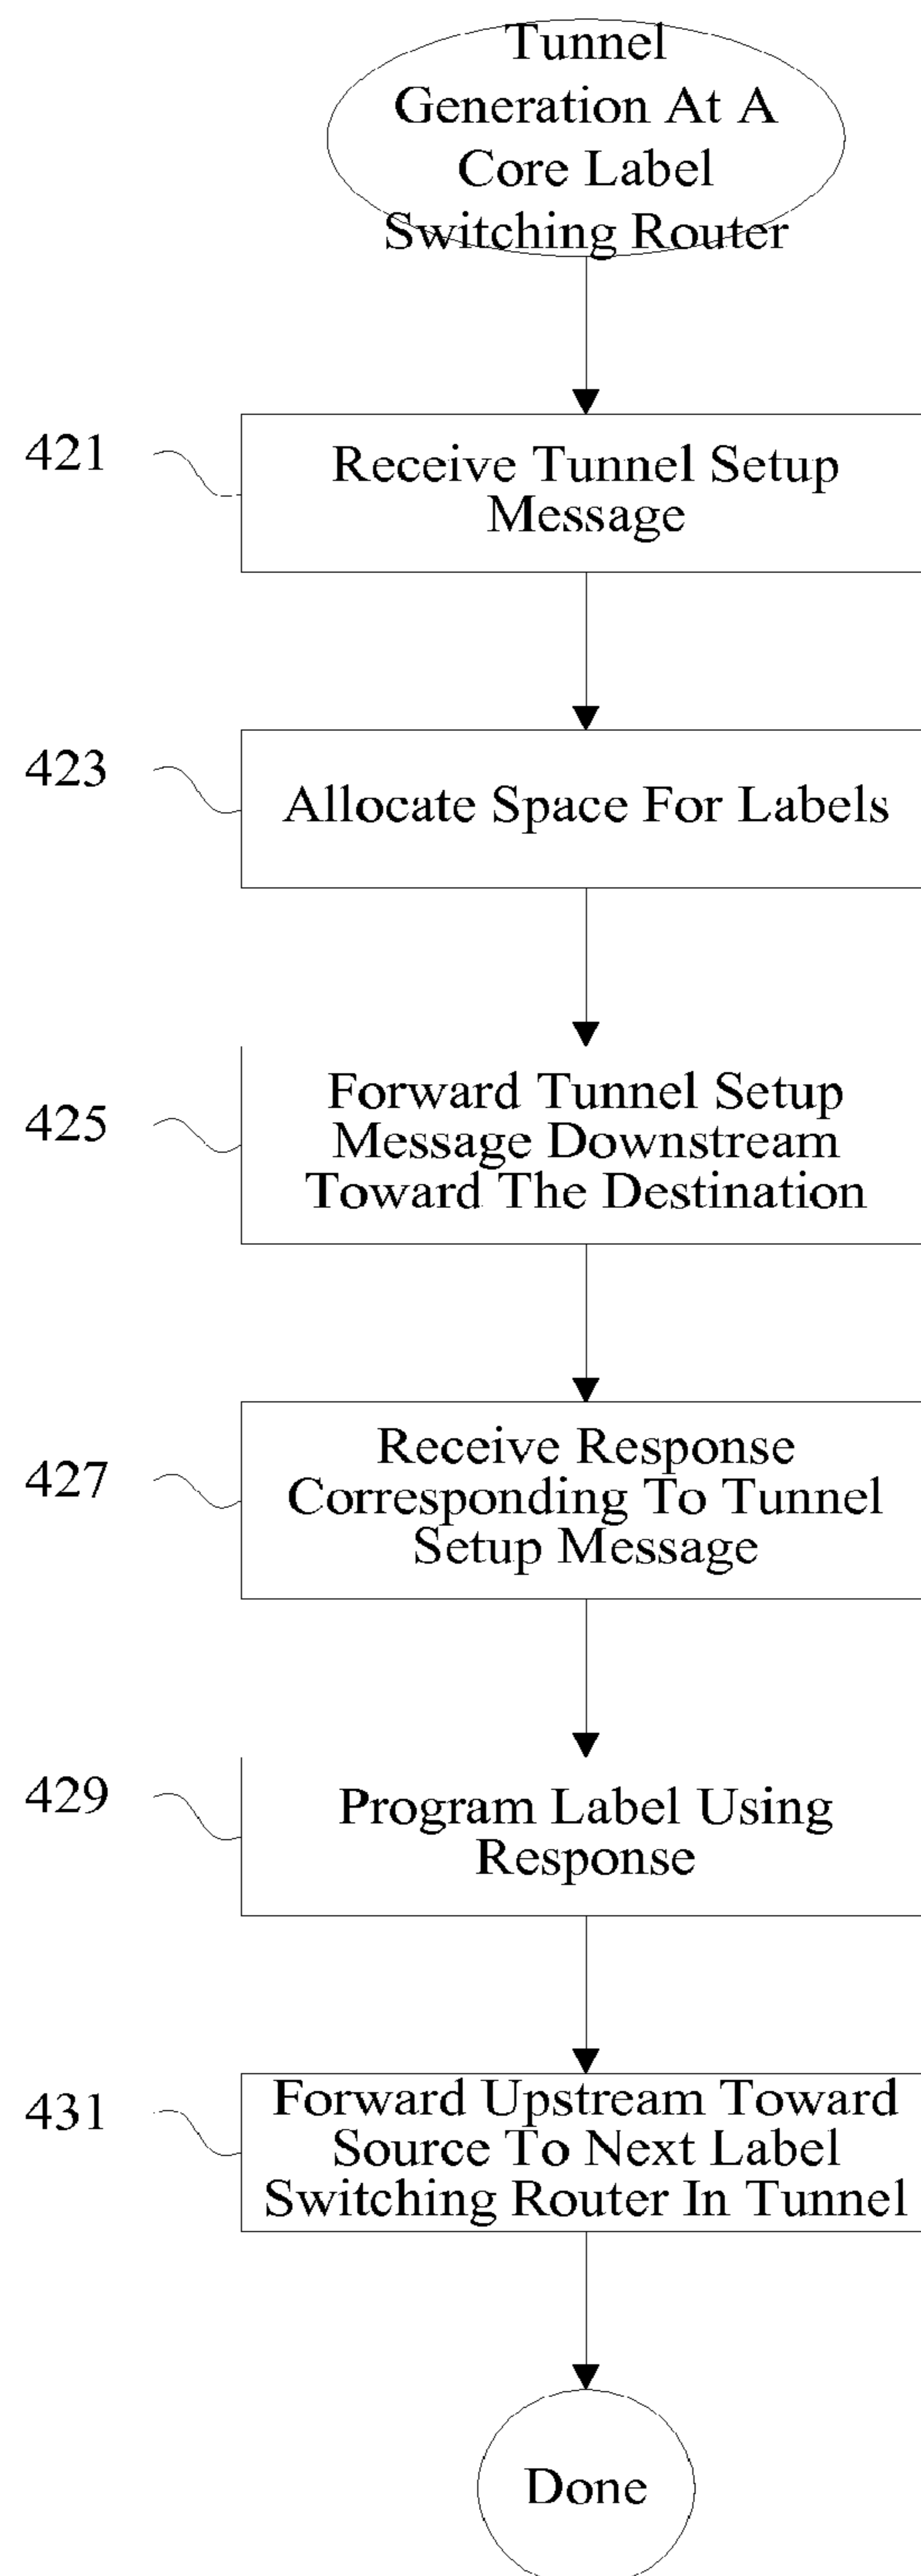 Tunnel
Generation At A
Core Label
Switching Router
421
Receive Tunnel Setup
Message
423
Allocate Space For Labels
425
Forward Tunnel Setup
Message Downstream
Toward The Destination
427
Receive Response
Corresponding To Tunnel
Setup Message
429
Program Label Using
Response
431
Forward Upstream Toward
Source To Next Label
Switching Router In Tunnel
Done